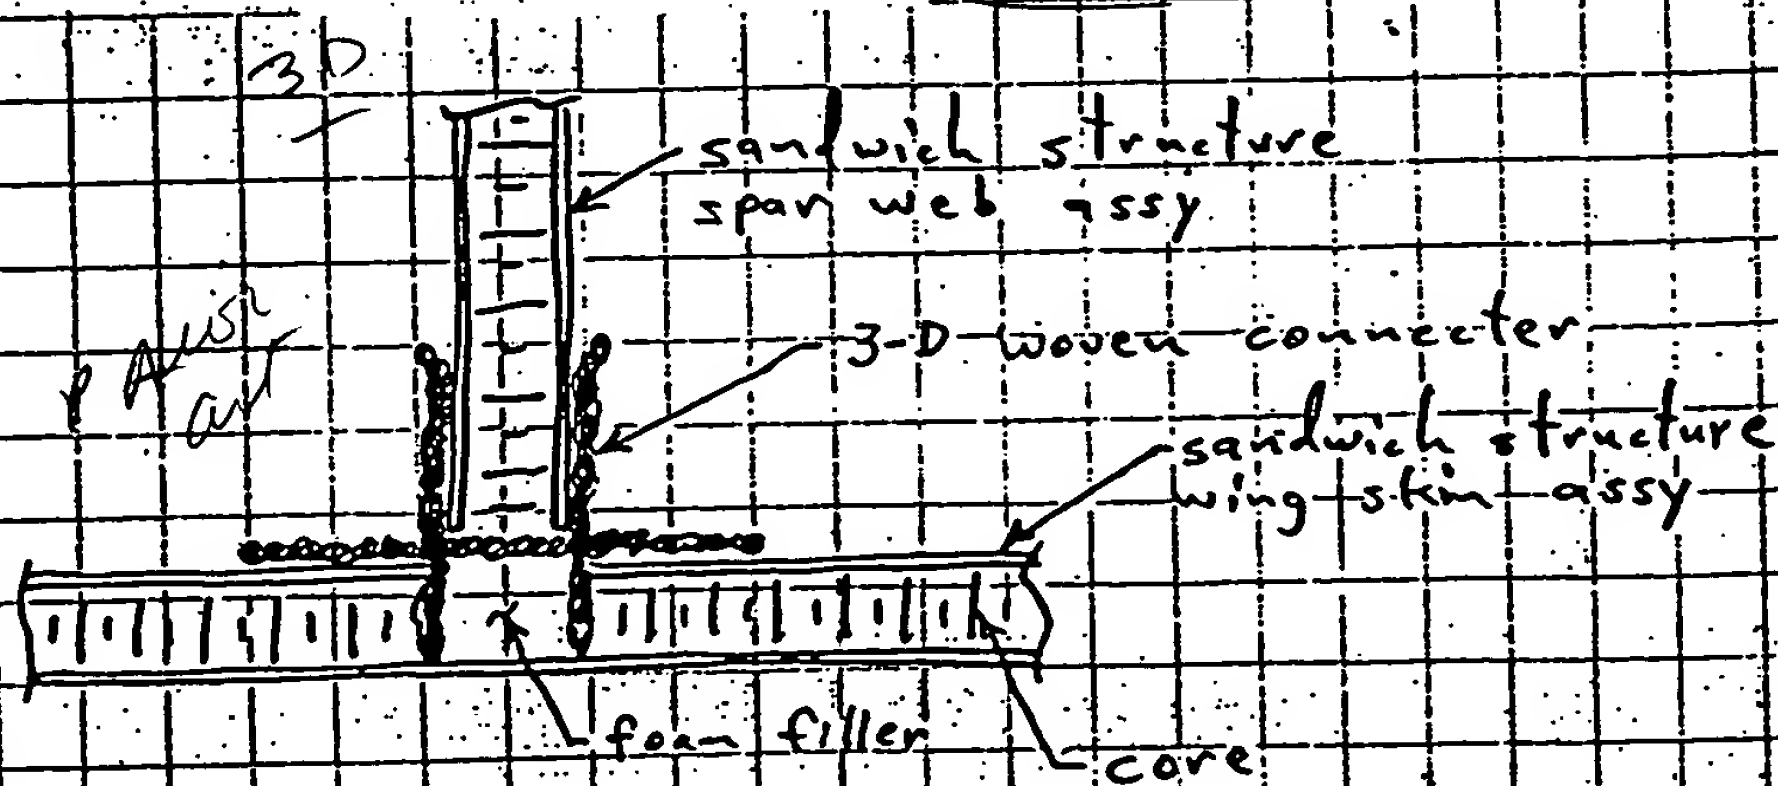 3D
sandwich structure
spar web assy
3-D woven connecter
sandwich structure
wing skin assy
foam filler
core